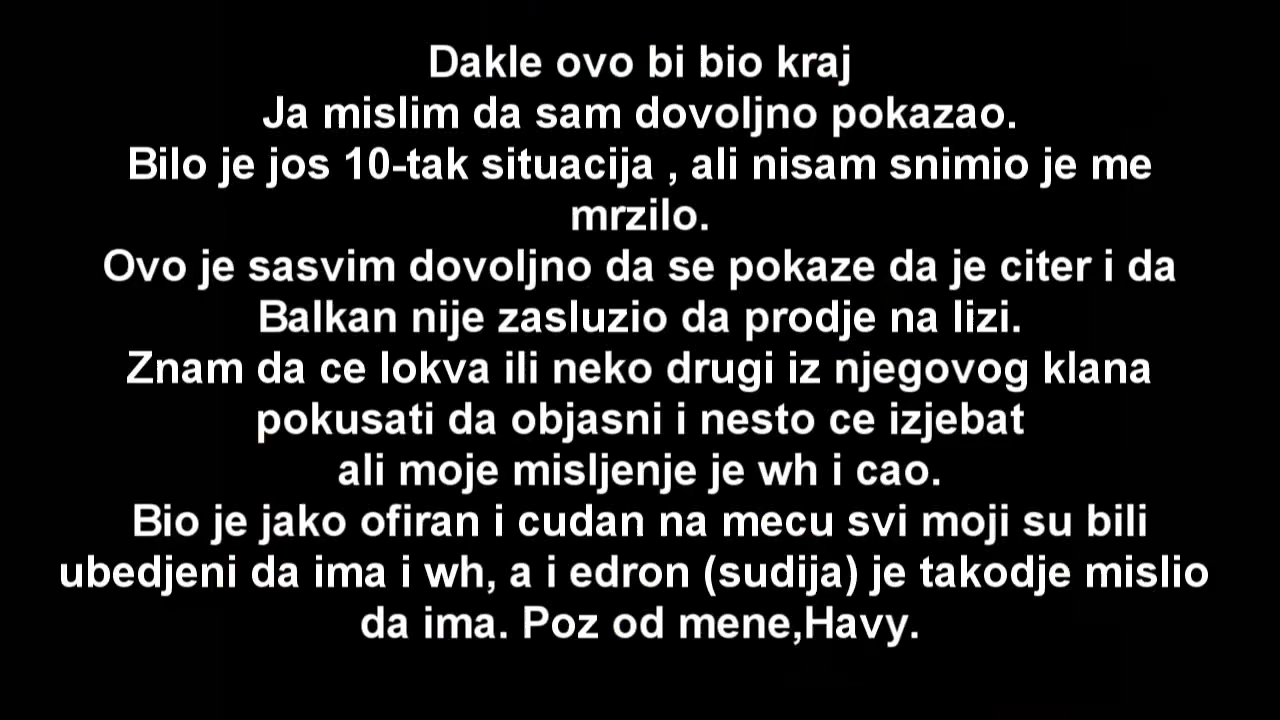 Dakle ovo bi bio kraj
Ja mislim da sam dovoljno pokazao.
Bilo je jos 10-tak situacija , ali nisam snimio je me
mrzilo.
Ovo je sasvim dovoljno da se pokaze da je citer i da
Balkan nije zasluzio da prodje na lizi.
Znam da ce lokva ili neko drugi iz njegovog klana
pokusati da objasni i nesto ce izjebat
ali moje misljenje je wh i cao.
Bio je jako ofiran i cudan na mecu svi moji su bili
ubedjeni da ima i wh, a i edron (sudija) je takodje mislio
da ima. Poz od mene,Havy.